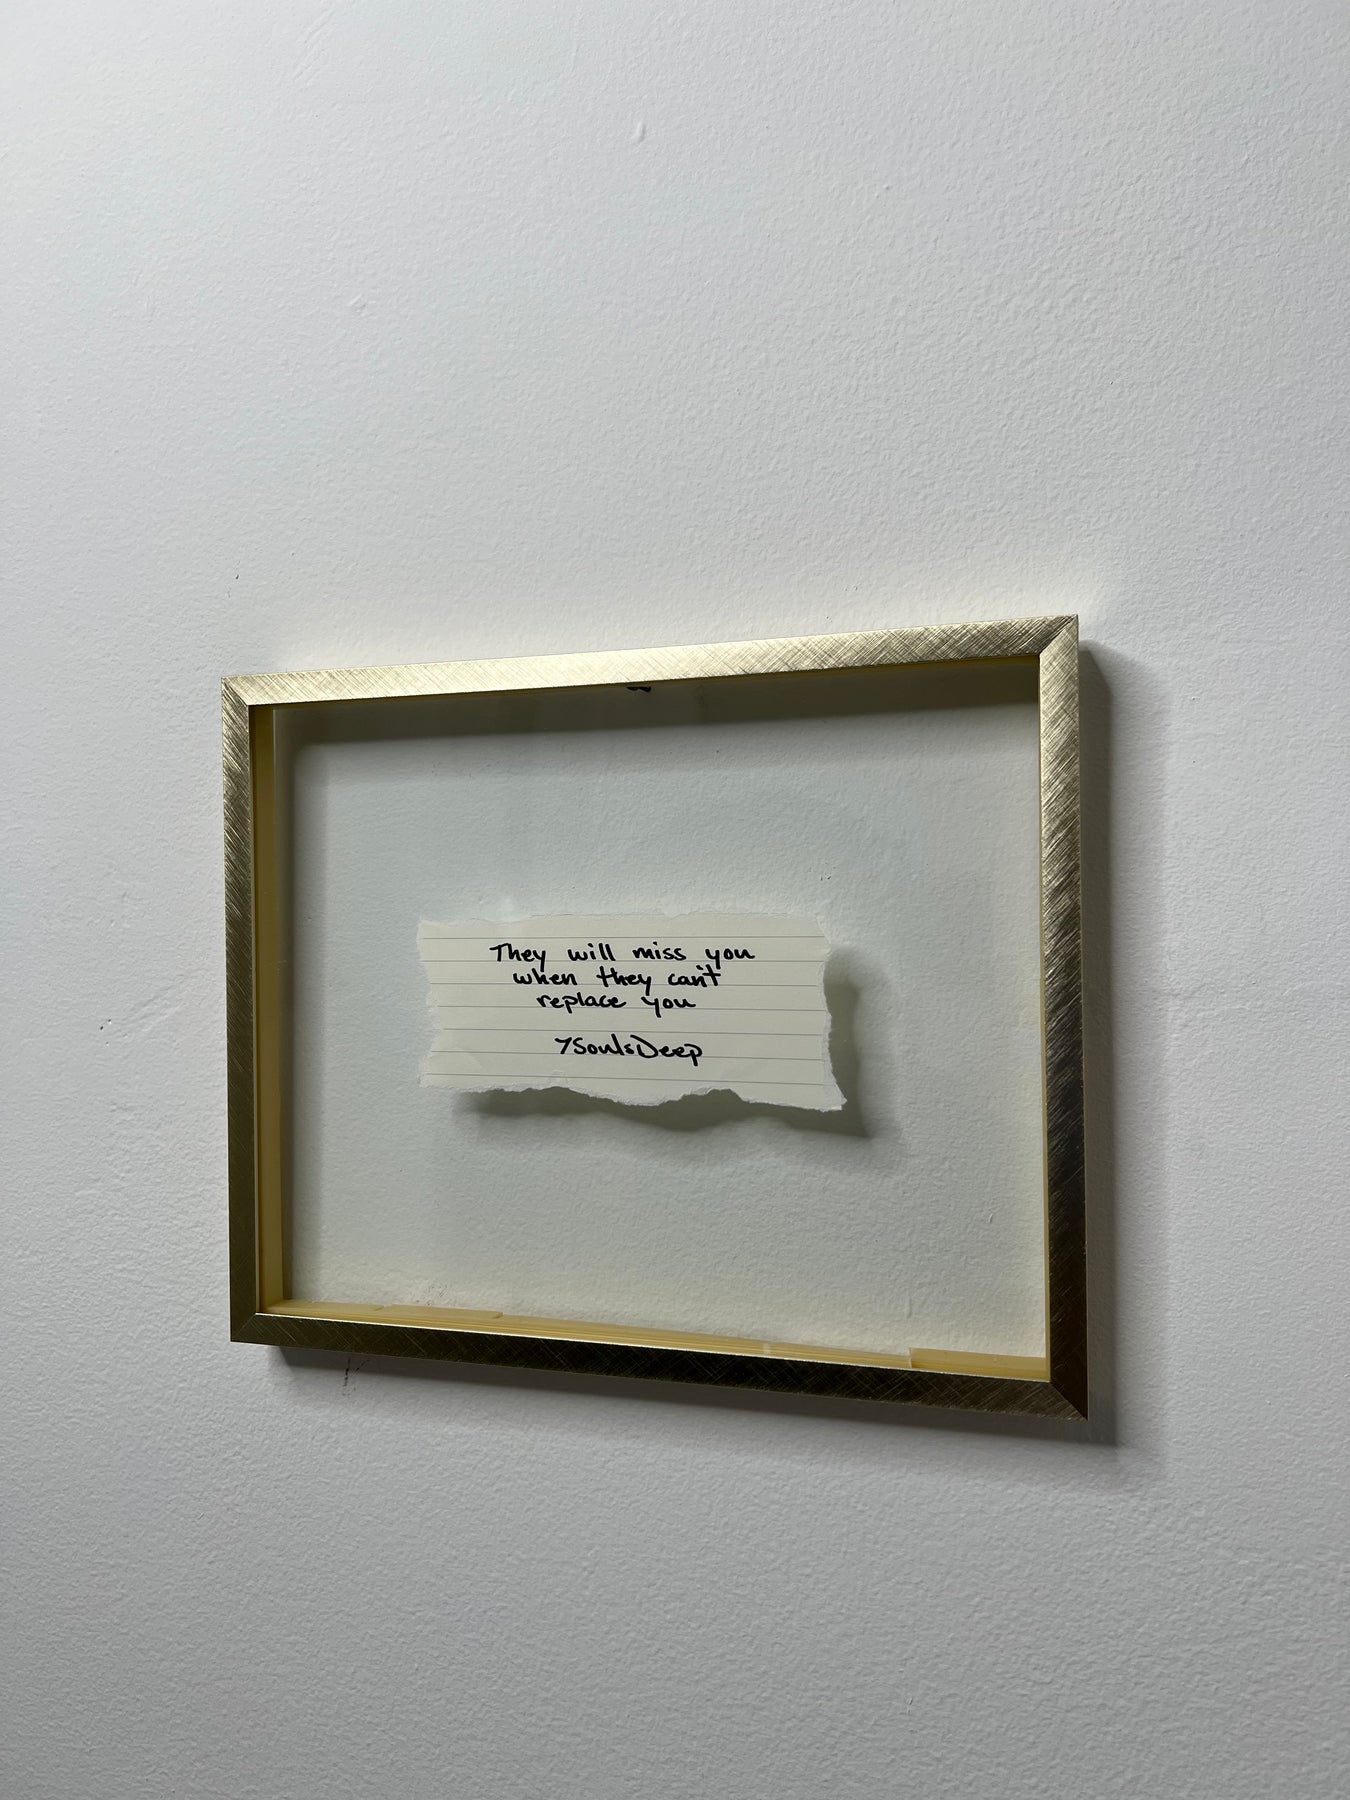 They will miss you
when they can't
replace you
7SoulsDeep